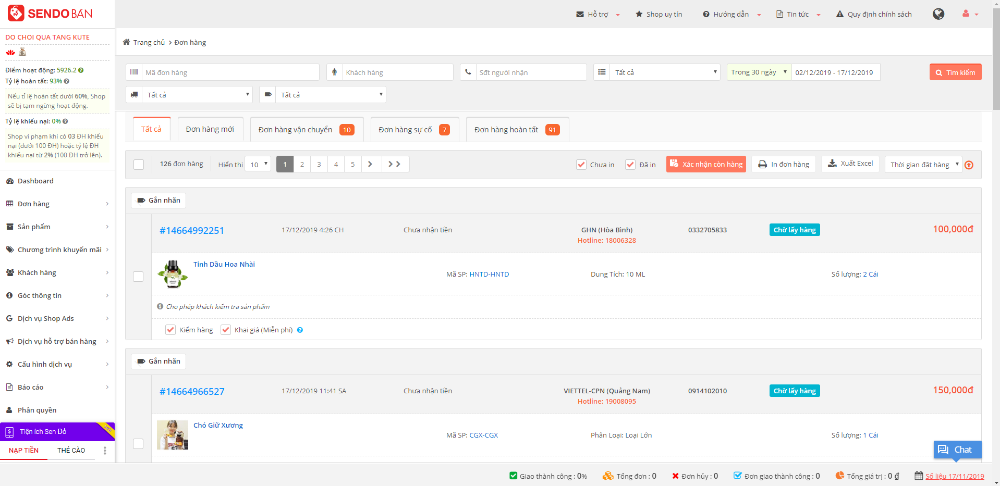 SENDO BÁN
Hỗ trợ
Shop uy tín
Hướng dẫn
Tin tức
Quy định chính sách
DO CHOI QUA TANG KUTE
Điểm hoạt động: 5926.2
Tỷ lệ hoàn tất: 93%
Nếu tỉ lệ hoàn tất dưới 60%, Shop
sẽ bị tạm ngừng hoạt động.
Tỷ lệ khiếu nại: 0%
Shop vi phạm khi có 03 ĐH khiếu
nại (dưới 100 ĐH) hoặc tỷ lệ ĐH
khiếu nại từ 2% (100 ĐH trở lên).
Dashboard
Đơn hàng
Sản phẩm
Chương trình khuyến mãi
Khách hàng
Góc thông tin
Dịch vụ Shop Ads
Dịch vụ hỗ trợ bán hàng
Cấu hình dịch vụ
Báo cáo
Phân quyền
Tiện ích Sen Đỏ
MỚI
NẠP TIỀN
THẺ CÀO
Trang chủ > Đơn hàng
Mã đơn hàng
Khách hàng
Sđt người nhận
Tất cả
Trong 30 ngày
02/12/2019 - 17/12/2019
Tìm kiếm
Tất cả
Tất cả
Tất cả
Đơn hàng mới
Đơn hàng vận chuyển 10
Đơn hàng sự cố 7
Đơn hàng hoàn tất 91
126 đơn hàng
Hiển thị 10
1 2 3 4 5
Chưa in
Đã in
Xác nhận còn hàng
In đơn hàng
Xuất Excel
Thời gian đặt hàng
Gắn nhãn
#14664992251
17/12/2019 4:26 CH
Chưa nhận tiền
GHN (Hòa Bình)
Hotline: 18006328
0332705833
Chờ lấy hàng
100,000đ
Tinh Dầu Hoa Nhài
Mã SP: HNTD-HNTD
Dung Tích: 10 ML
Số lượng: 2 Cái
Cho phép khách kiểm tra sản phẩm
Kiểm hàng
Khai giá (Miễn phí)
Gắn nhãn
#14664966527
17/12/2019 11:41 SA
Chưa nhận tiền
VIETTEL-CPN (Quảng Nam)
Hotline: 19008095
0914102010
Chờ lấy hàng
150,000đ
Chó Giữ Xương
Mã SP: CGX-CGX
Phân Loại: Loại Lớn
Số lượng: 1 Cái
Chat
Giao thành công : 0%
Tổng đơn : 0
Đơn hủy : 0
Đơn giao thành công : 0
Tổng giá trị : 0 ₫
Số liệu 17/11/2019